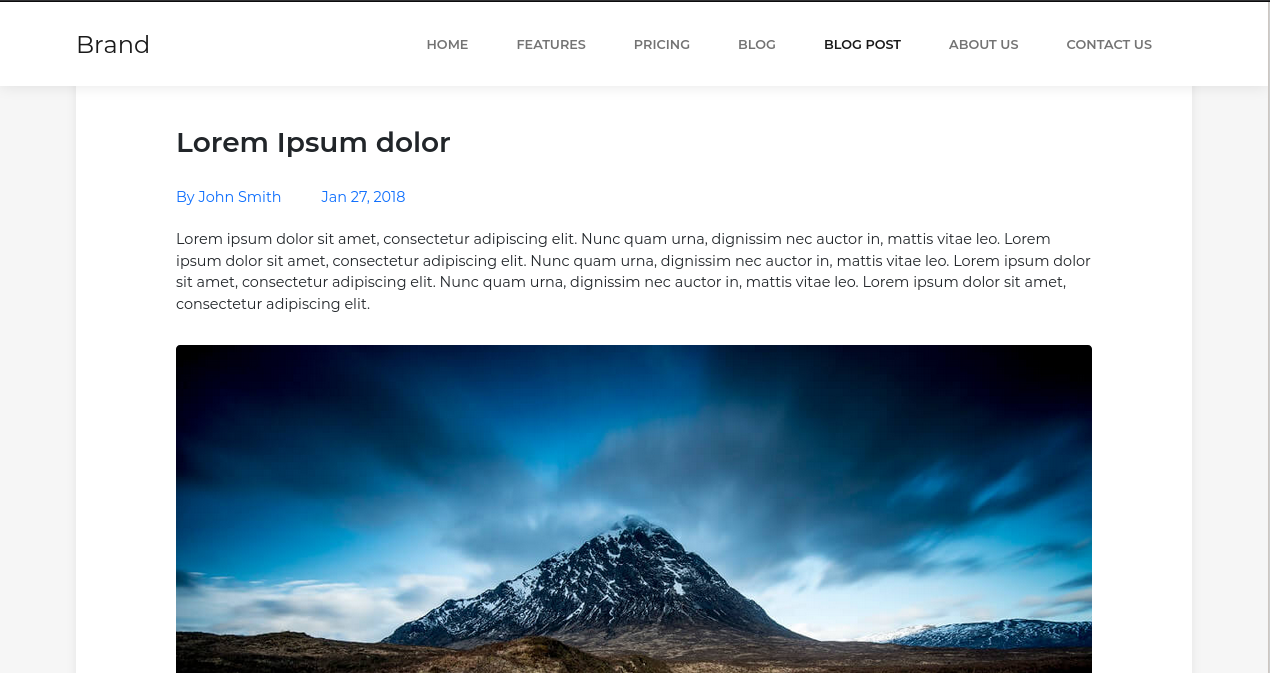 Brand
HOME FEATURES PRICING BLOG BLOG POST ABOUT US CONTACT US
Lorem Ipsum dolor
By John Smith Jan 27, 2018
Lorem ipsum dolor sit amet, consectetur adipiscing elit. Nunc quam urna, dignissim nec auctor in, mattis vitae leo. Lorem
ipsum dolor sit amet, consectetur adipiscing elit. Nunc quam urna, dignissim nec auctor in, mattis vitae leo. Lorem ipsum dolor
sit amet, consectetur adipiscing elit. Nunc quam urna, dignissim nec auctor in, mattis vitae leo. Lorem ipsum dolor sit amet,
consectetur adipiscing elit.